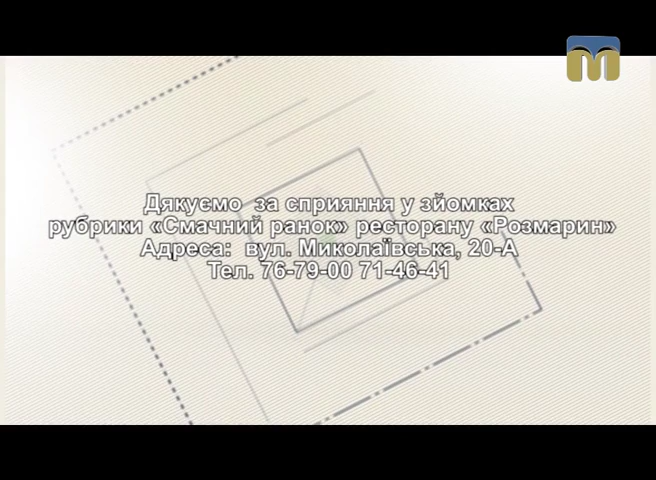 Дякуємо за сприяння у зйомках
рубрики «Смачний ранок» ресторану «Розмарин»
Адреса: вул. Миколаївська, 20-А
Тел. 76-79-00 71-46-41